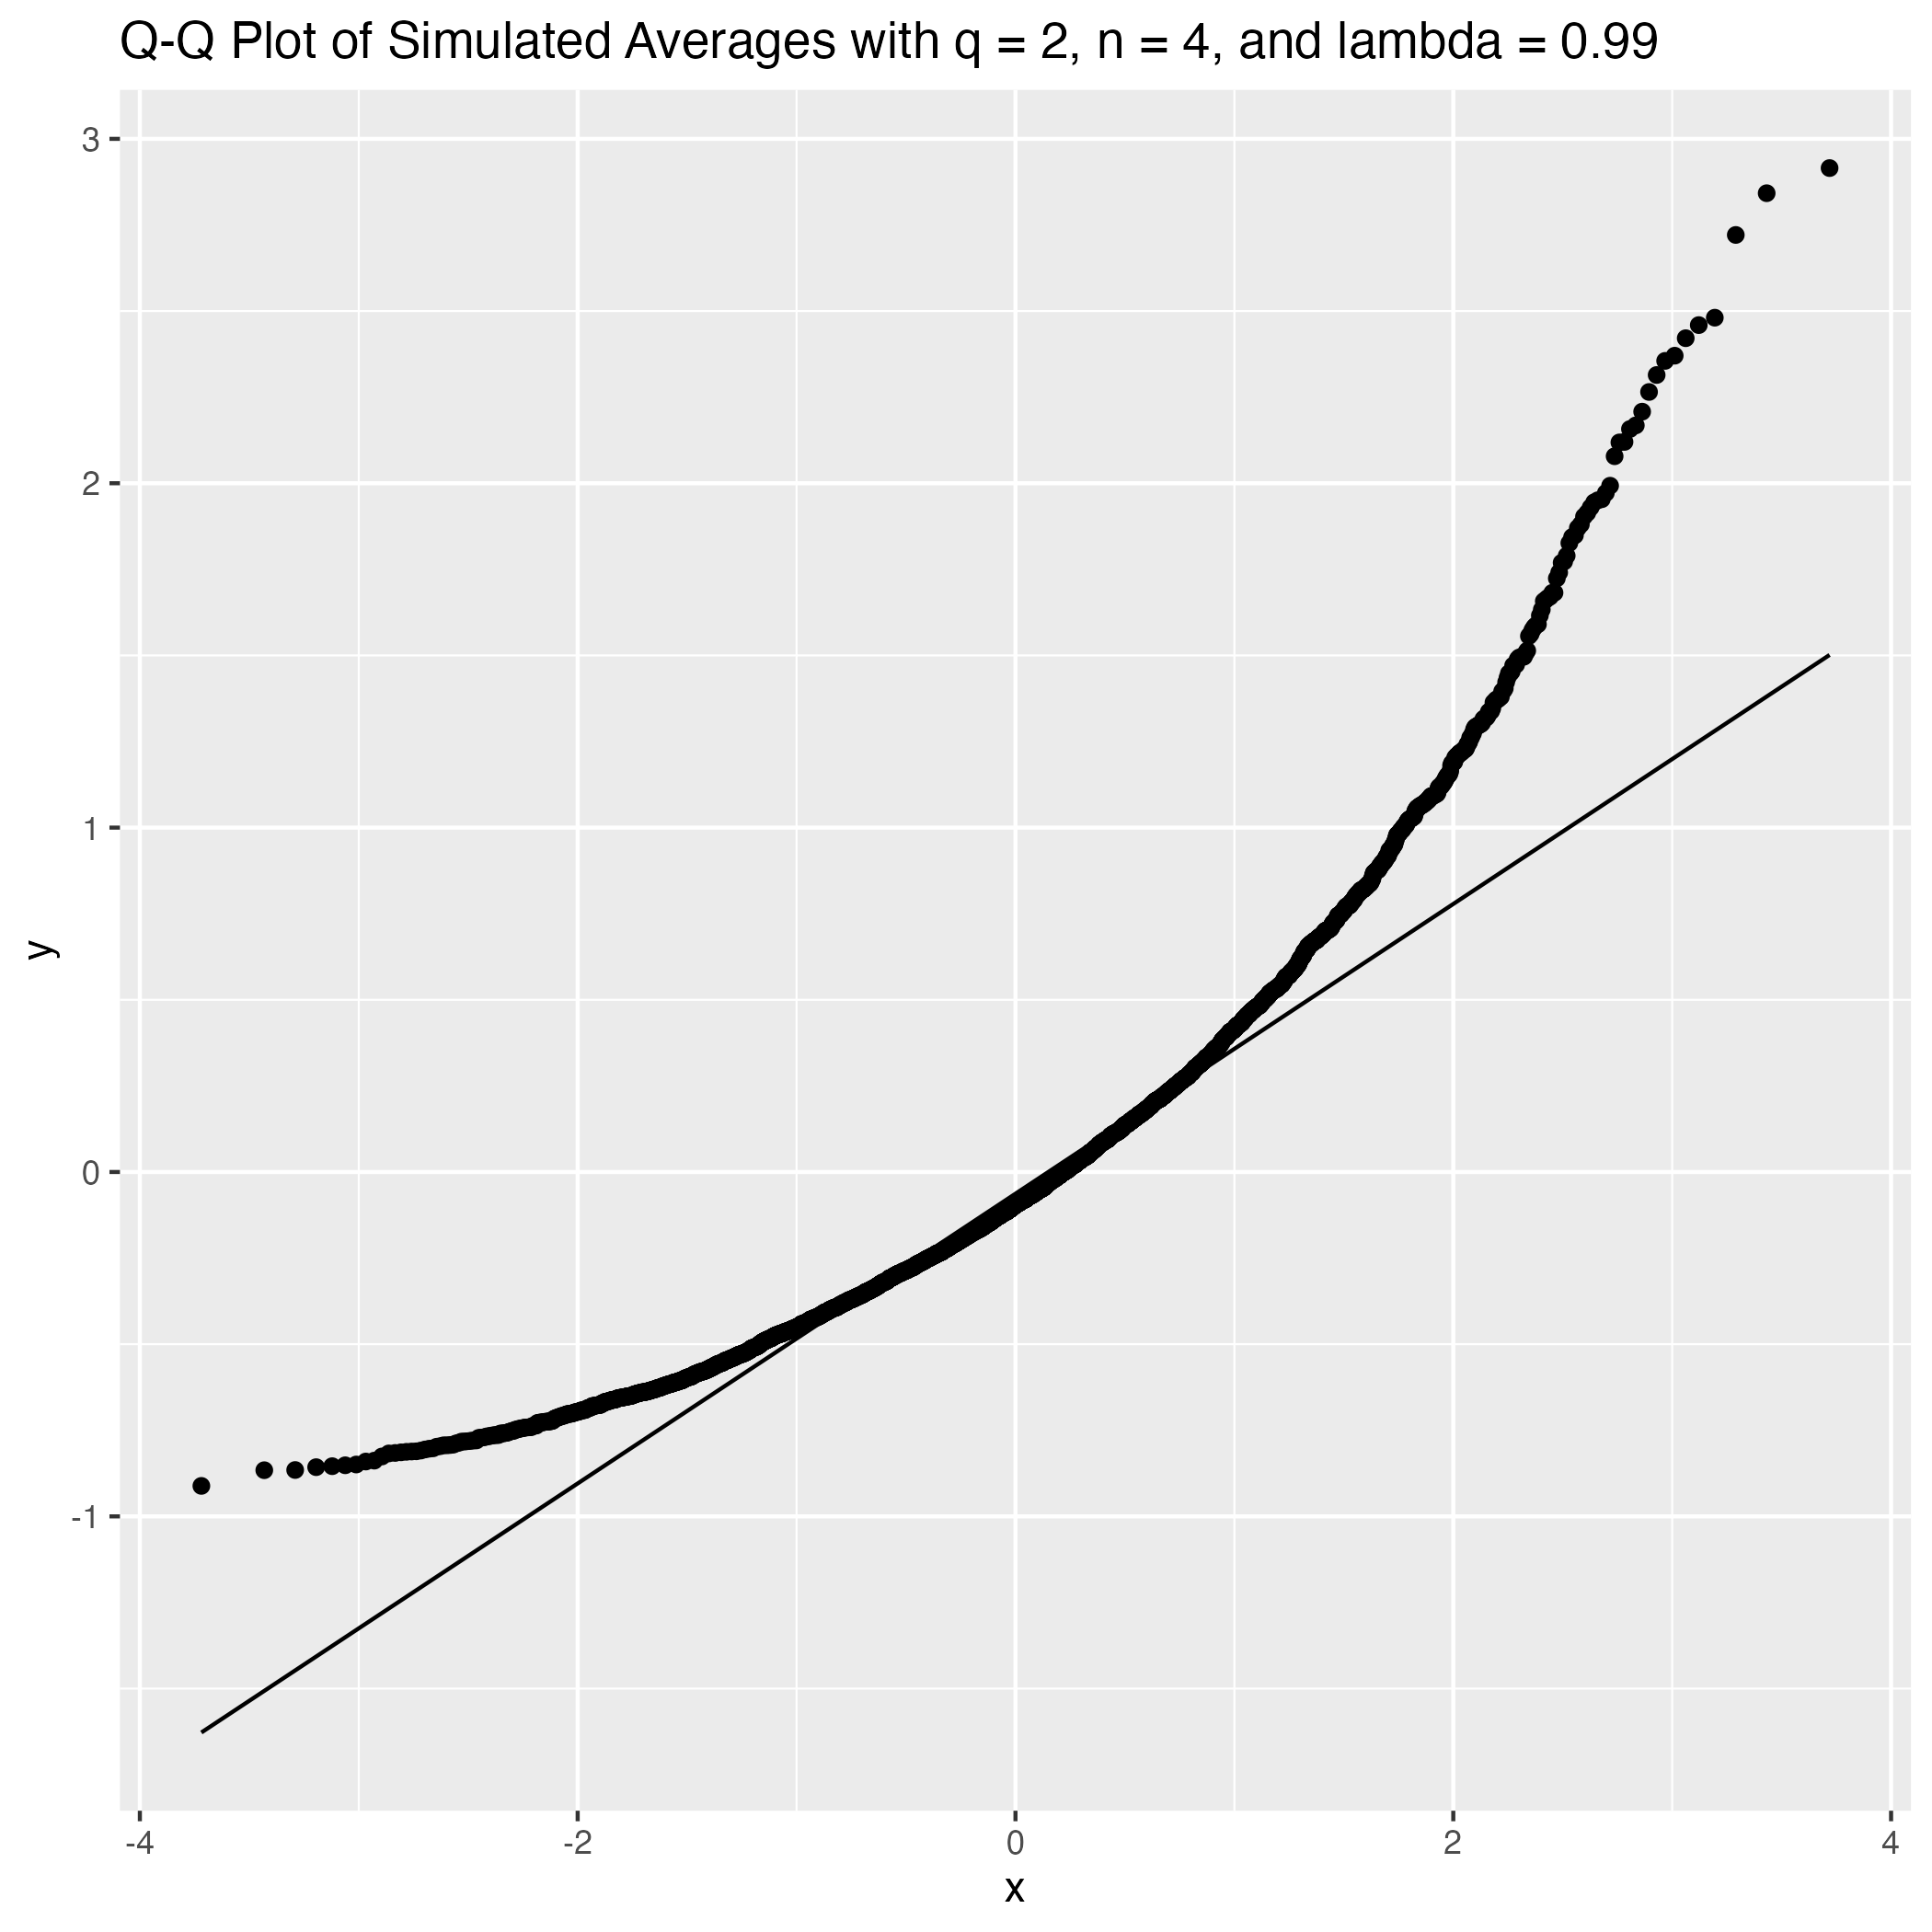 Q-Q Plot of Simulated Averages with q = 2, n = 4, and lambda = 0.99
3
2
1
0
-1
y
-4 -2 0 2 4
x